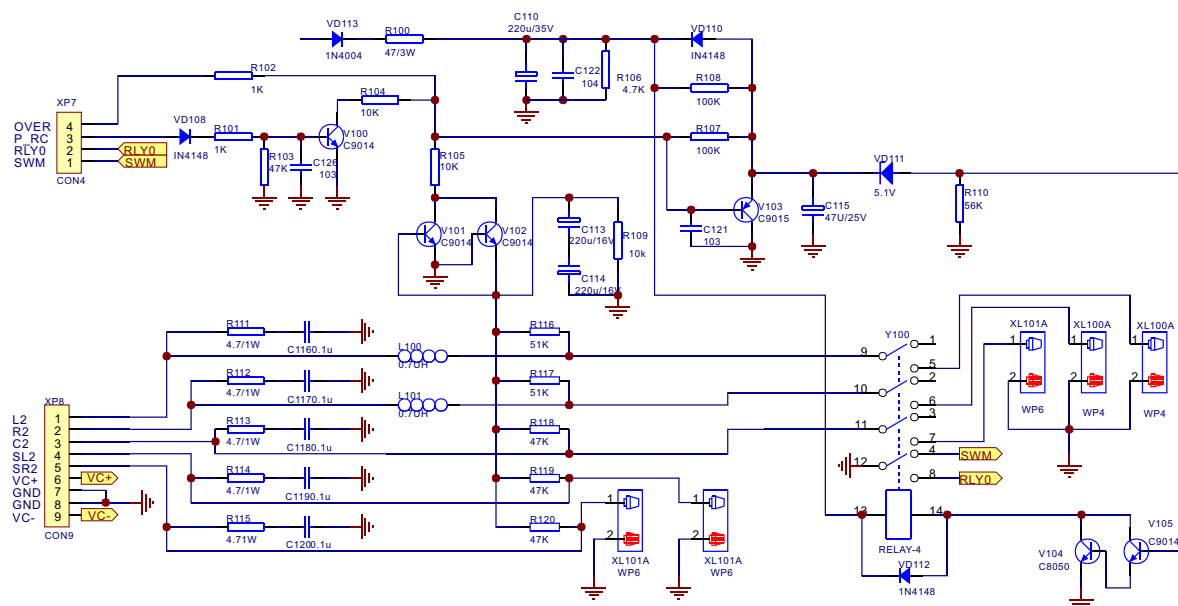 C110
220u/35V
VD113
R100
VD110
1N4004
47/3W
IN4148
R102
C122
R106
R108
1K
104
4.7K
100K
XP7
R104
10K
OVER 4
VD108
R101
V100
R107
P_RC 3
C9014
100K
RLY0 2
RLY0
IN4148
1K
R103
R105
VD111
SWM 1
SWM
47K
C126
10K
CON4
103
5.1V
R110
V103
C115
56K
C9015
47U/25V
V101
V102
C113
R109
C121
C9014
C9014
220u/16V
10k
103
C114
220u/16V
R111
R116
Y100
XL101A
XL100A
XL100A
4.7/1W
C1160.1u
L100
51K
9
1
1
1
1
0.7UH
5
R112
R117
2
2
2
2
4.7/1W
C1170.1u
L101
51K
10
WP6
WP4
WP4
XP8
0.7UH
6
L2 1
R113
R118
3
R2 2
4.7/1W
C1180.1u
47K
11
C2 3
7
SL2 4
R114
R119
12
4
SWM
SR2 5
4.7/1W
C1190.1u
47K
VC+ 6
VC+
8
RLY0
GND 7
1
1
GND 8
R115
R120
13
14
VC- 9
VC-
4.71W
C1200.1u
47K
2
2
V105
CON9
RELAY-4
V104
C9014
XL101A
XL101A
VD112
C8050
WP6
WP6
1N4148